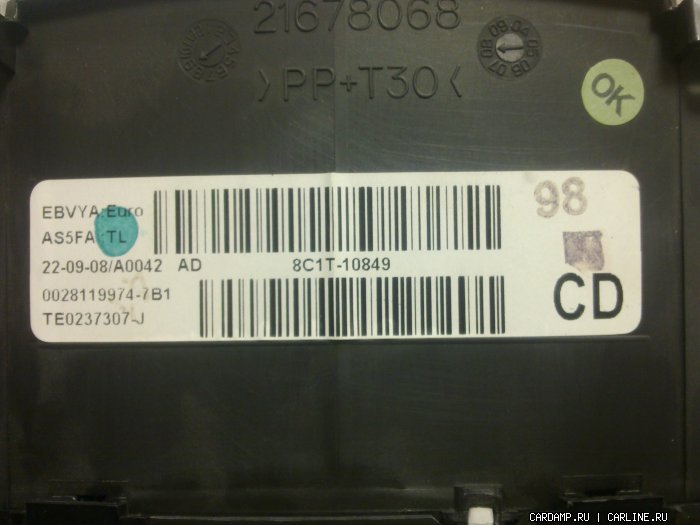 21678068
>PP+T30<
OK
EBVYA:Euro
AS5FA TL
22-09-08/A0042 AD 8C1T-10849
0028119974-7B1
TE0237307-J
98
CD
CARDAMP.RU | CARLINE.RU